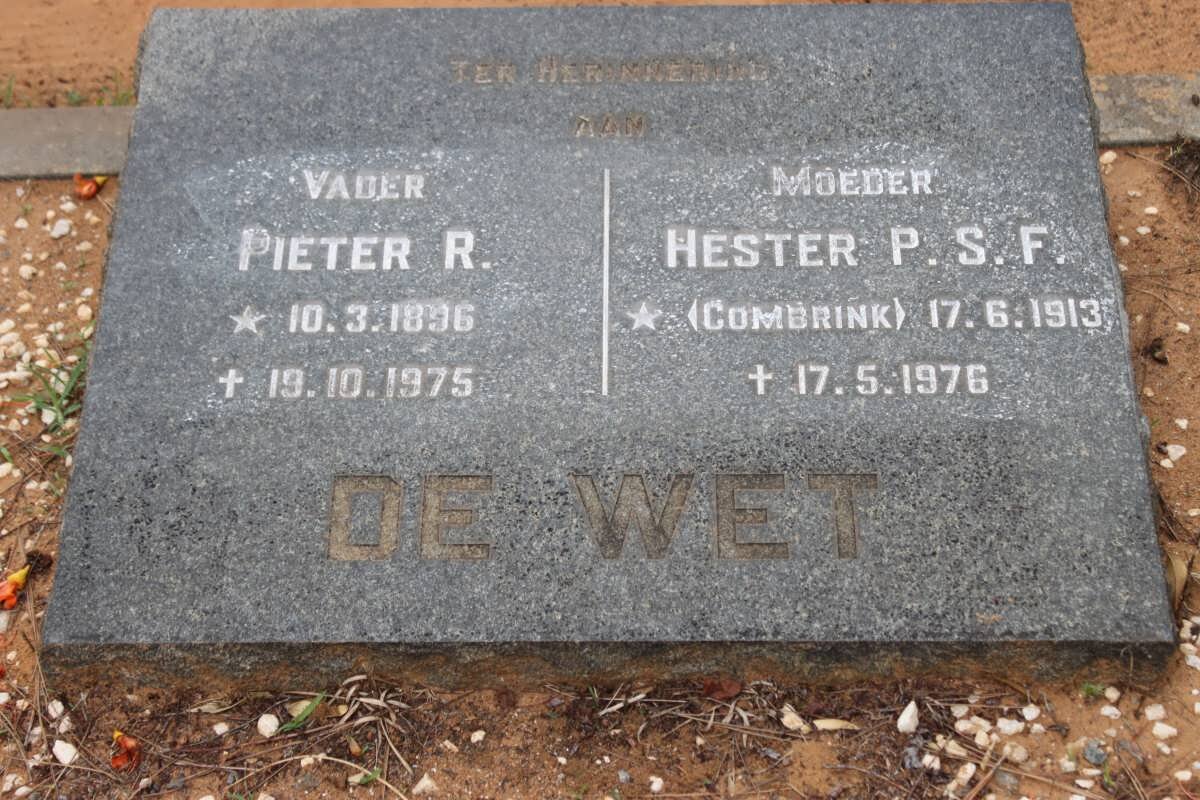 TER HERINNERING
AAN
VADER
PIETER R.
★ 10.3.1896
✝ 19.10.1975
MOEDER
HESTER P.S.F.
★ (COMBRINK) 17.6.1913
✝ 17.5.1976
DE WET